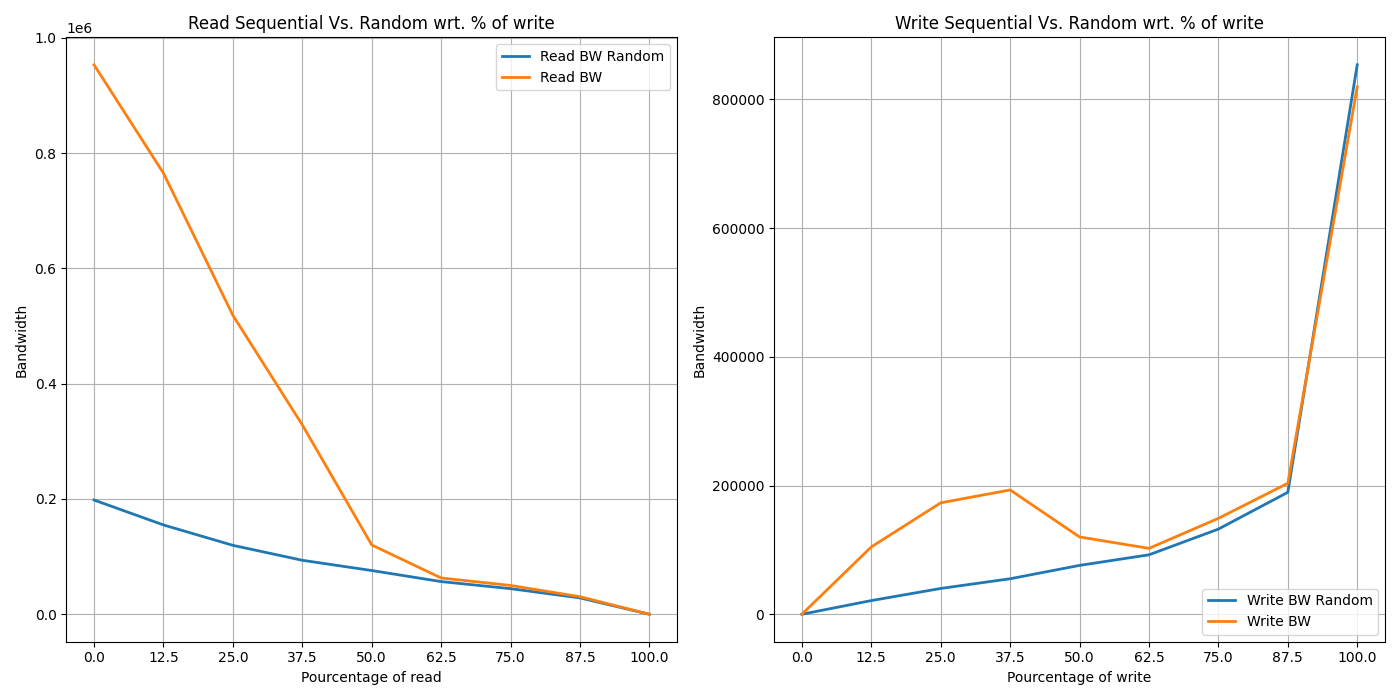 Read Sequential Vs. Random wrt. % of write
1e6
1.0
0.8
0.6
0.4
0.2
0.0
Bandwidth
Read BW Random
Read BW
0.0 12.5 25.0 37.5 50.0 62.5 75.0 87.5 100.0
Pourcentage of read
Write Sequential Vs. Random wrt. % of write
800000
600000
400000
200000
0
Bandwidth
Write BW Random
Write BW
0.0 12.5 25.0 37.5 50.0 62.5 75.0 87.5 100.0
Pourcentage of write